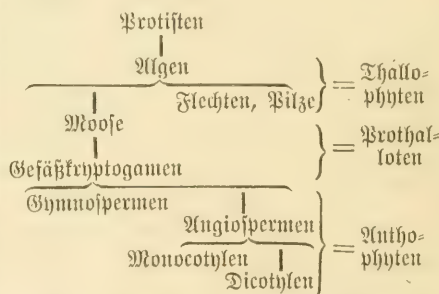 Protisten
Algen
Flechten, Pilze
= Thallo=
phyten
Moose
= Prothal=
loten
Gefäßkryptogamen
Gymnospermen
Angiospermen
= Antho=
phyten
Monocotylen
Dicotylen